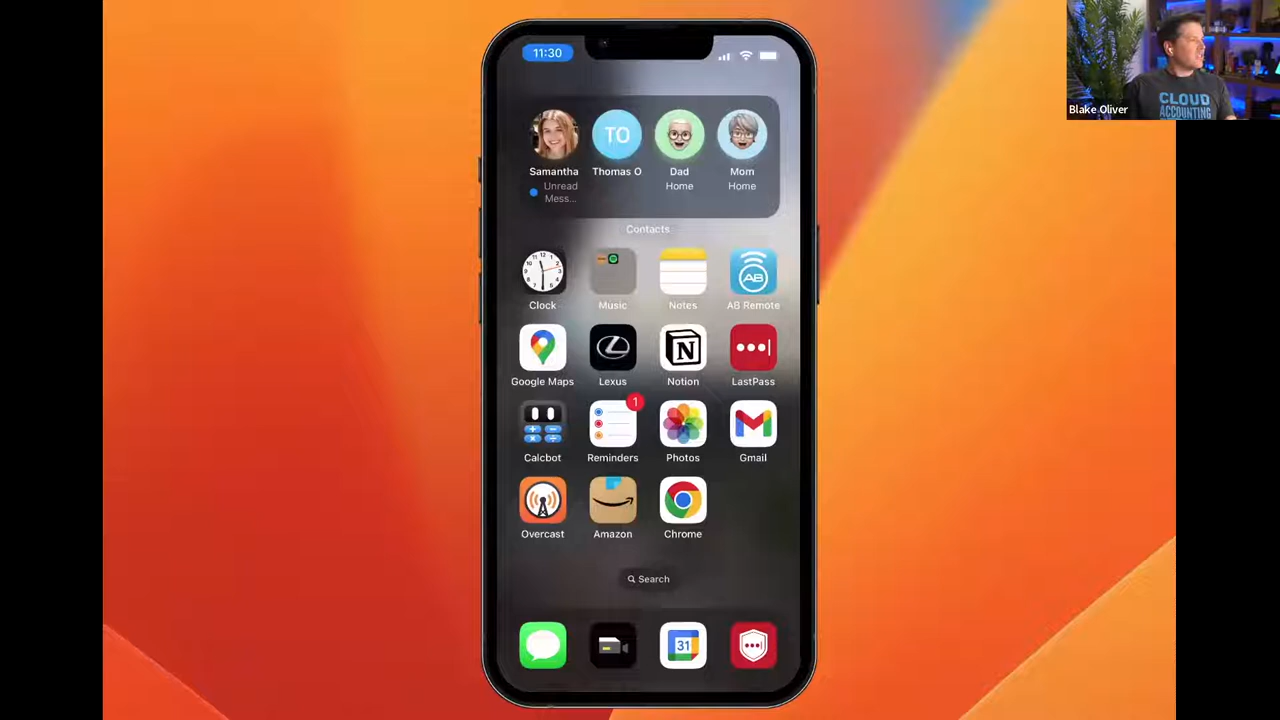 11:30
Blake Oliver
CLOUD
ACCOUNTING
TO
Samantha Thomas O Dad Mom
Unread Home Home
Mess...
Contacts
12
Clock Music Notes AB Remote
AB
N
Google Maps Lexus Notion LastPass
1
Calcbot Reminders Photos Gmail
Overcast Amazon Chrome
Search
31